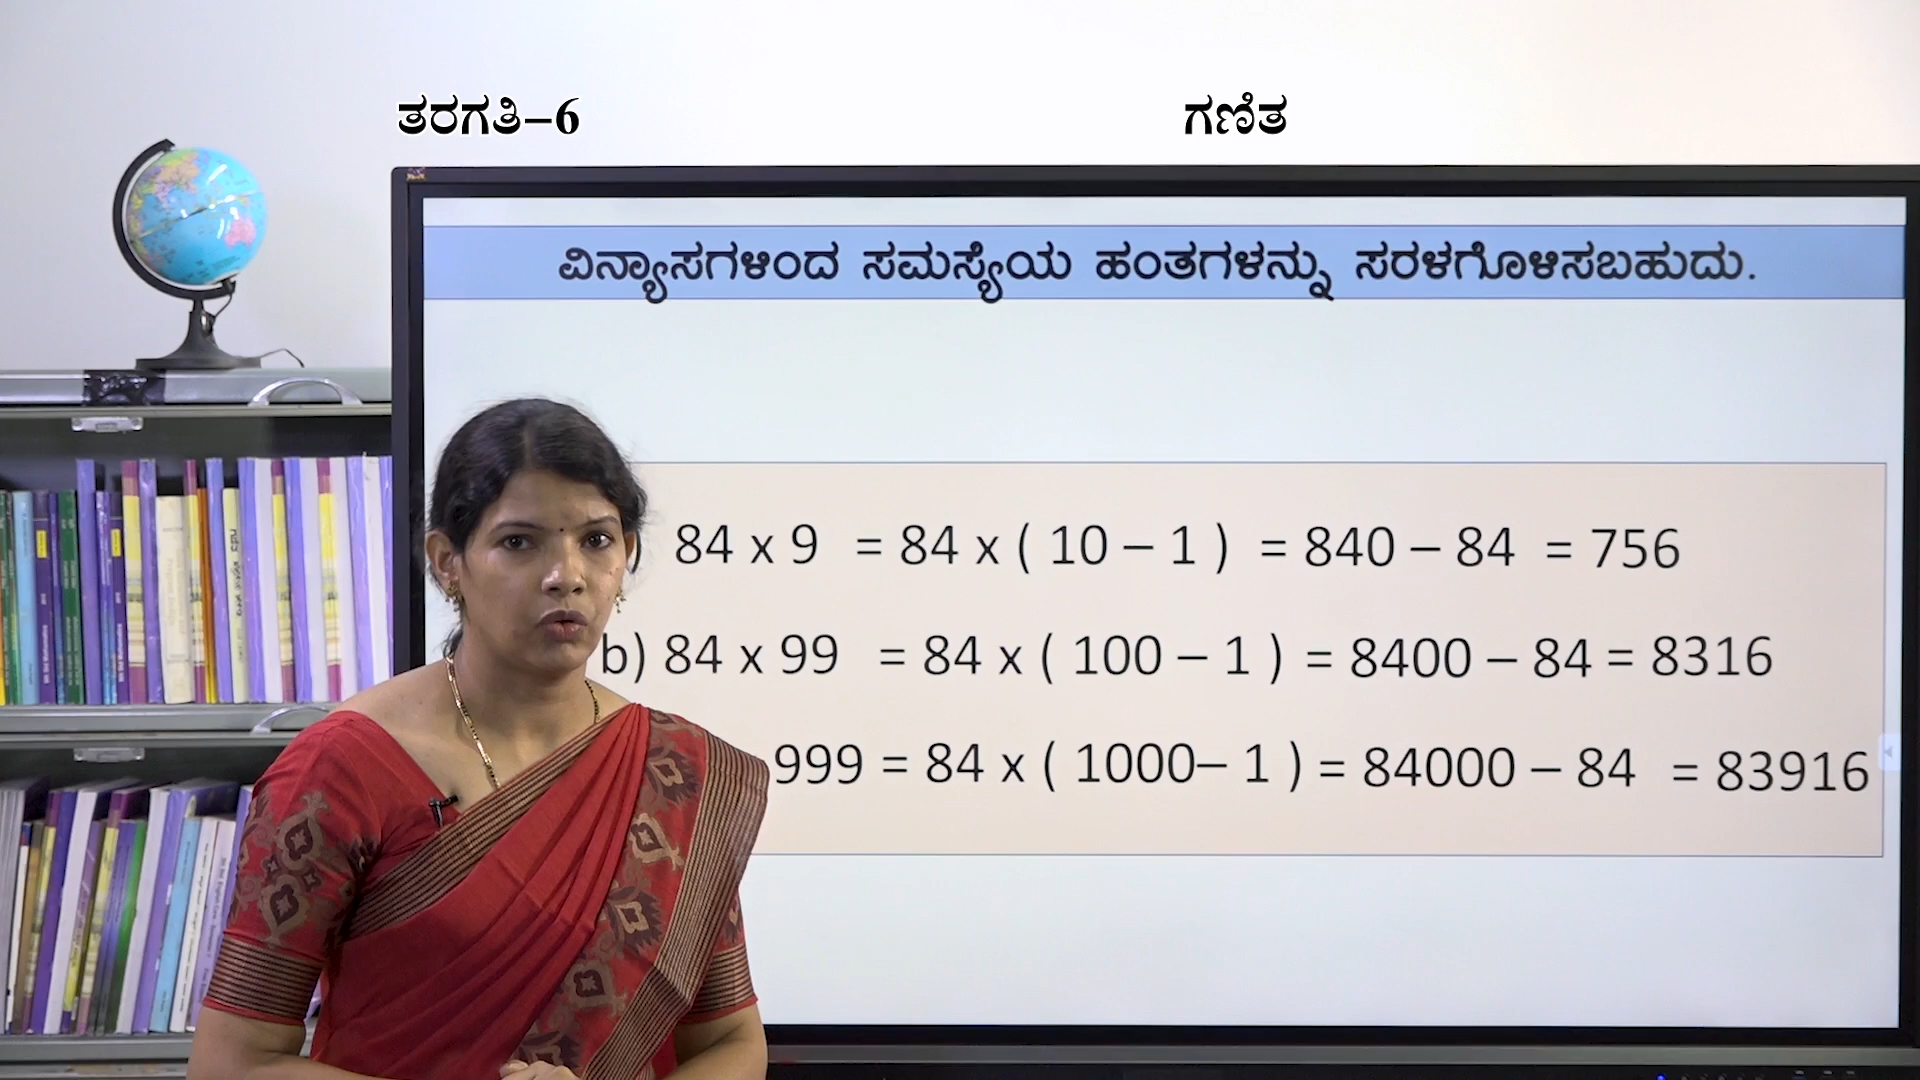 ತರಗತಿ–6 ಗಣಿತ
ವಿನ್ಯಾಸಗಳಿಂದ ಸಮಸ್ಯೆಯ ಹಂತಗಳನ್ನು ಸರಳಗೊಳಿಸಬಹುದು.
) 84 x 9 = 84 x ( 10 – 1 ) = 840 – 84 = 756
b) 84 x 99 = 84 x ( 100 – 1 ) = 8400 – 84 = 8316
999 = 84 x ( 1000– 1 ) = 84000 – 84 = 83916